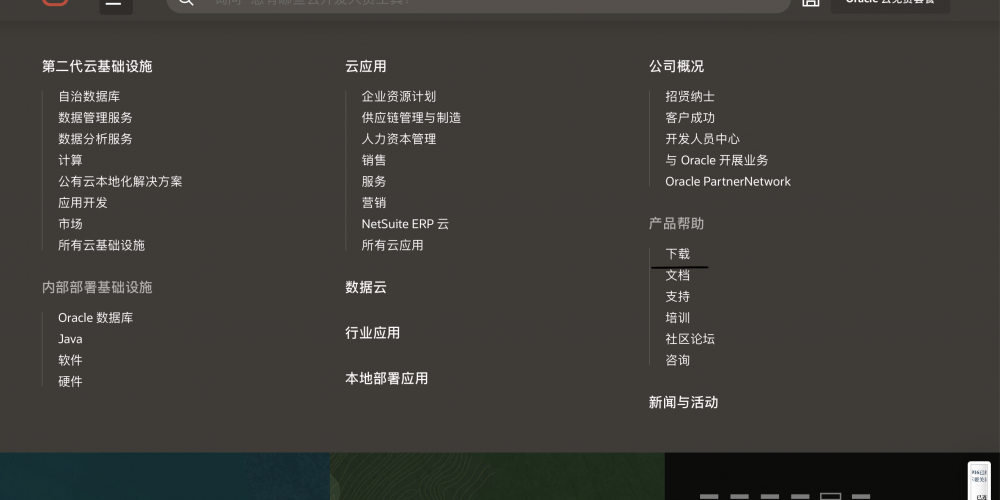 第二代云基础设施
自治数据库
数据管理服务
数据分析服务
计算
公有云本地化解决方案
应用开发
市场
所有云基础设施
内部部署基础设施
Oracle 数据库
Java
软件
硬件
云应用
企业资源计划
供应链管理与制造
人力资本管理
销售
服务
营销
NetSuite ERP 云
所有云应用
数据云
行业应用
本地部署应用
公司概况
招贤纳士
客户成功
开发人员中心
与 Oracle 开展业务
Oracle PartnerNetwork
产品帮助
下载
文档
支持
培训
社区论坛
咨询
新闻与活动